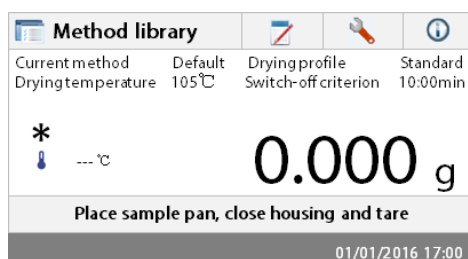 Method library
Current method Default Drying profile Standard
Drying temperature 105℃ Switch-off criterion 10:00min
*
--- ℃
0.000 g
Place sample pan, close housing and tare
01/01/2016 17:00